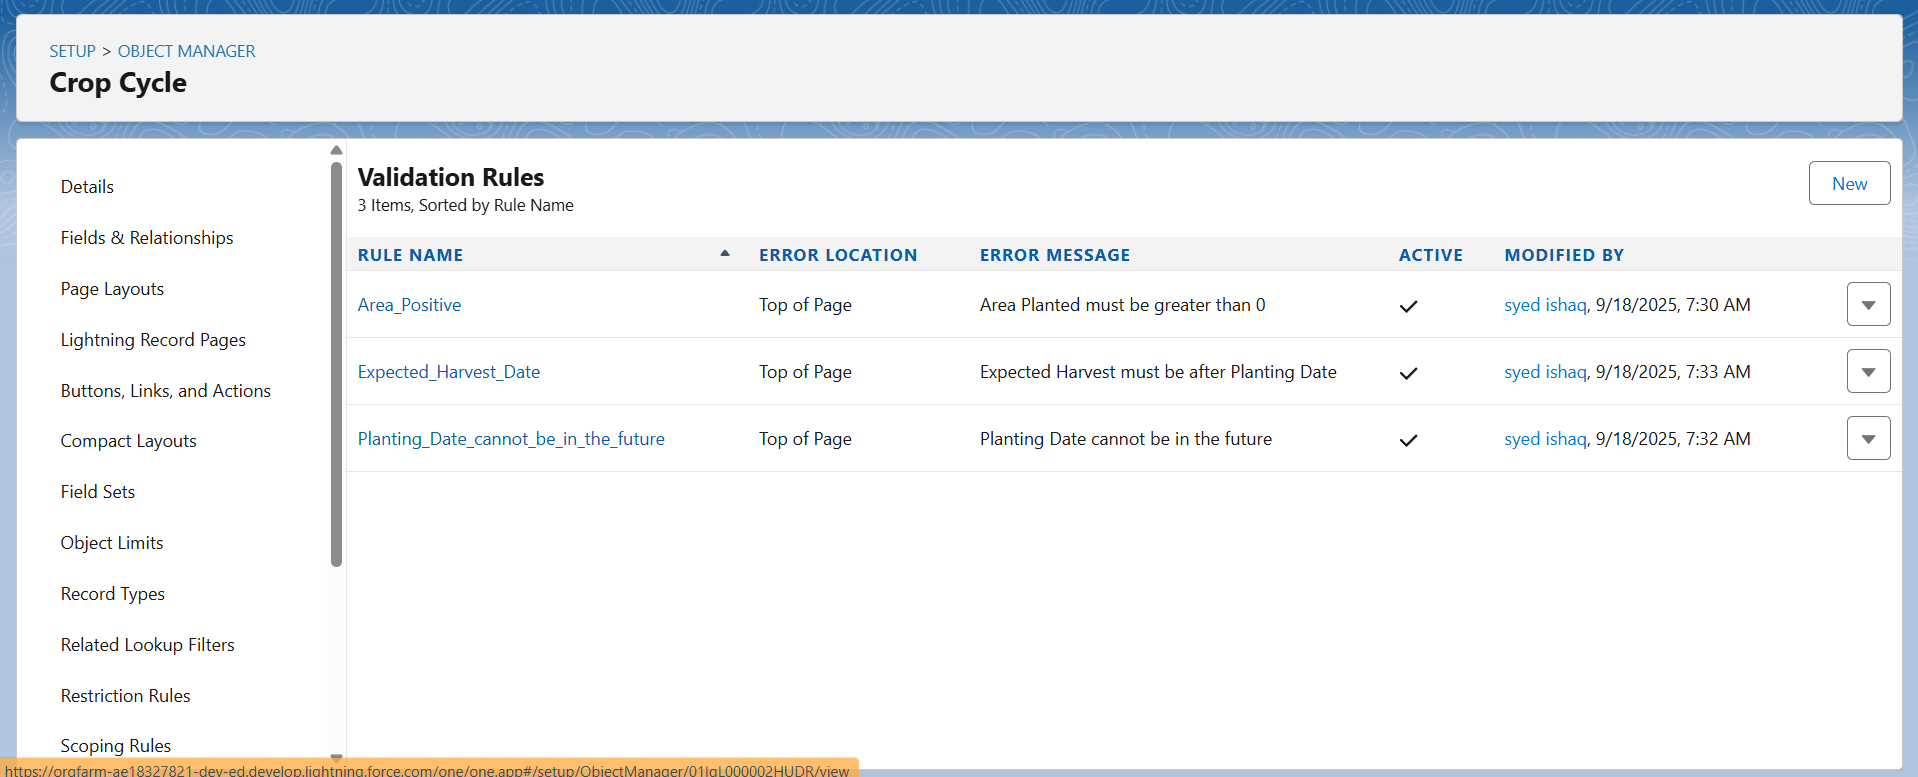 SETUP > OBJECT MANAGER
Crop Cycle
Details
Fields & Relationships
Page Layouts
Lightning Record Pages
Buttons, Links, and Actions
Compact Layouts
Field Sets
Object Limits
Record Types
Related Lookup Filters
Restriction Rules
Scoping Rules
Validation Rules
3 Items, Sorted by Rule Name
New
RULE NAME ERROR LOCATION ERROR MESSAGE ACTIVE MODIFIED BY
Area_Positive Top of Page Area Planted must be greater than 0 syed ishaq, 9/18/2025, 7:30 AM
Expected_Harvest_Date Top of Page Expected Harvest must be after Planting Date syed ishaq, 9/18/2025, 7:33 AM
Planting_Date_cannot_be_in_the_future Top of Page Planting Date cannot be in the future syed ishaq, 9/18/2025, 7:32 AM
https://orgfarm-ae18327821-dev-ed.develop.lightning.force.com/one/one.app#/setup/ObjectManager/01IgL000002HUDR/view